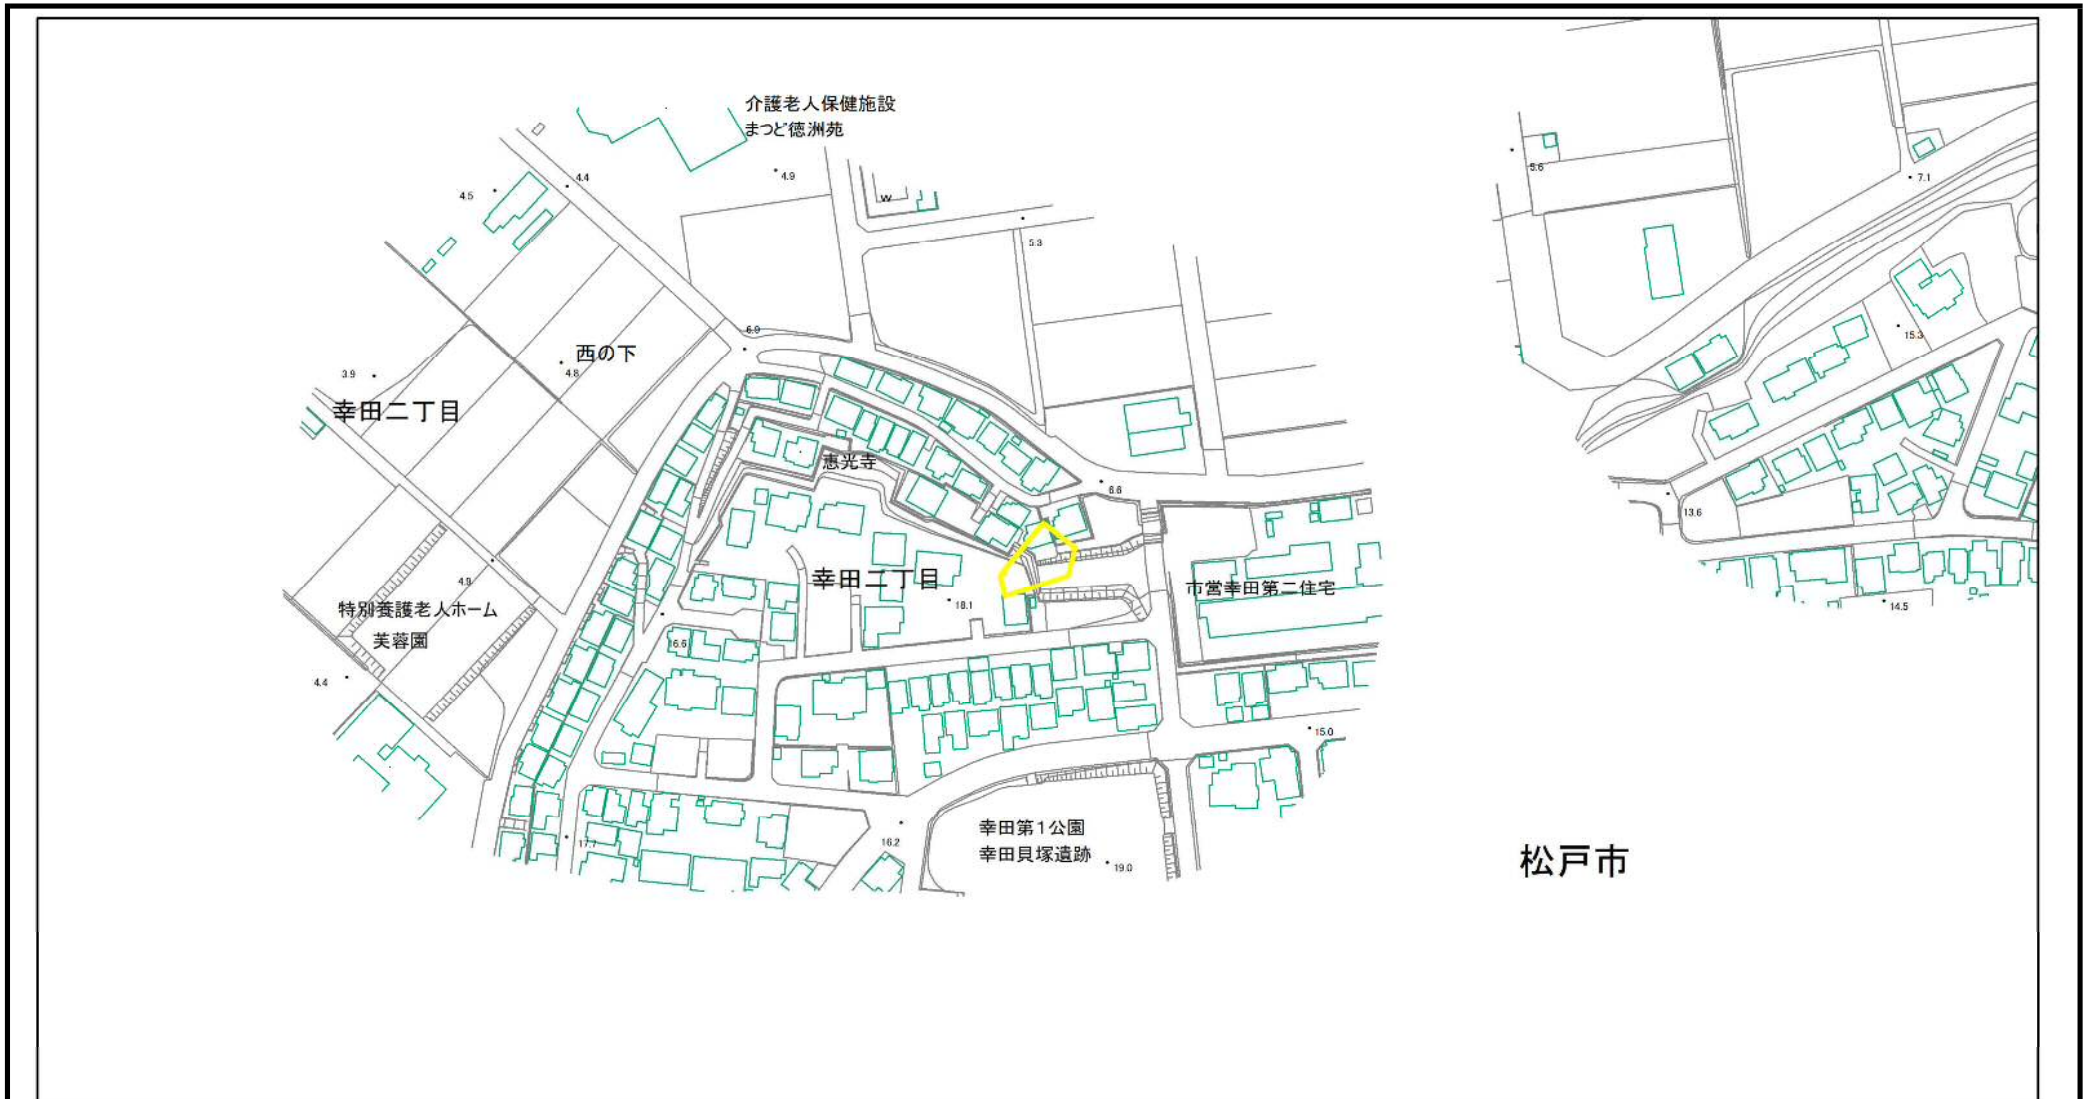 介護老人保健施設
まつど徳洲苑
4.4
4.9
4.5
W
5.3
5.6
7.1
6.9
15.3
西の下
4.8
3.9
幸田二丁目
恵光寺
6.6
13.6
幸田二丁目
4.9
市営幸田第二住宅
特別養護老人ホーム
芙蓉園
18.1
14.5
16.6
4.4
15.0
幸田第1公園
幸田貝塚遺跡
16.2
17.7
19.0
松戸市